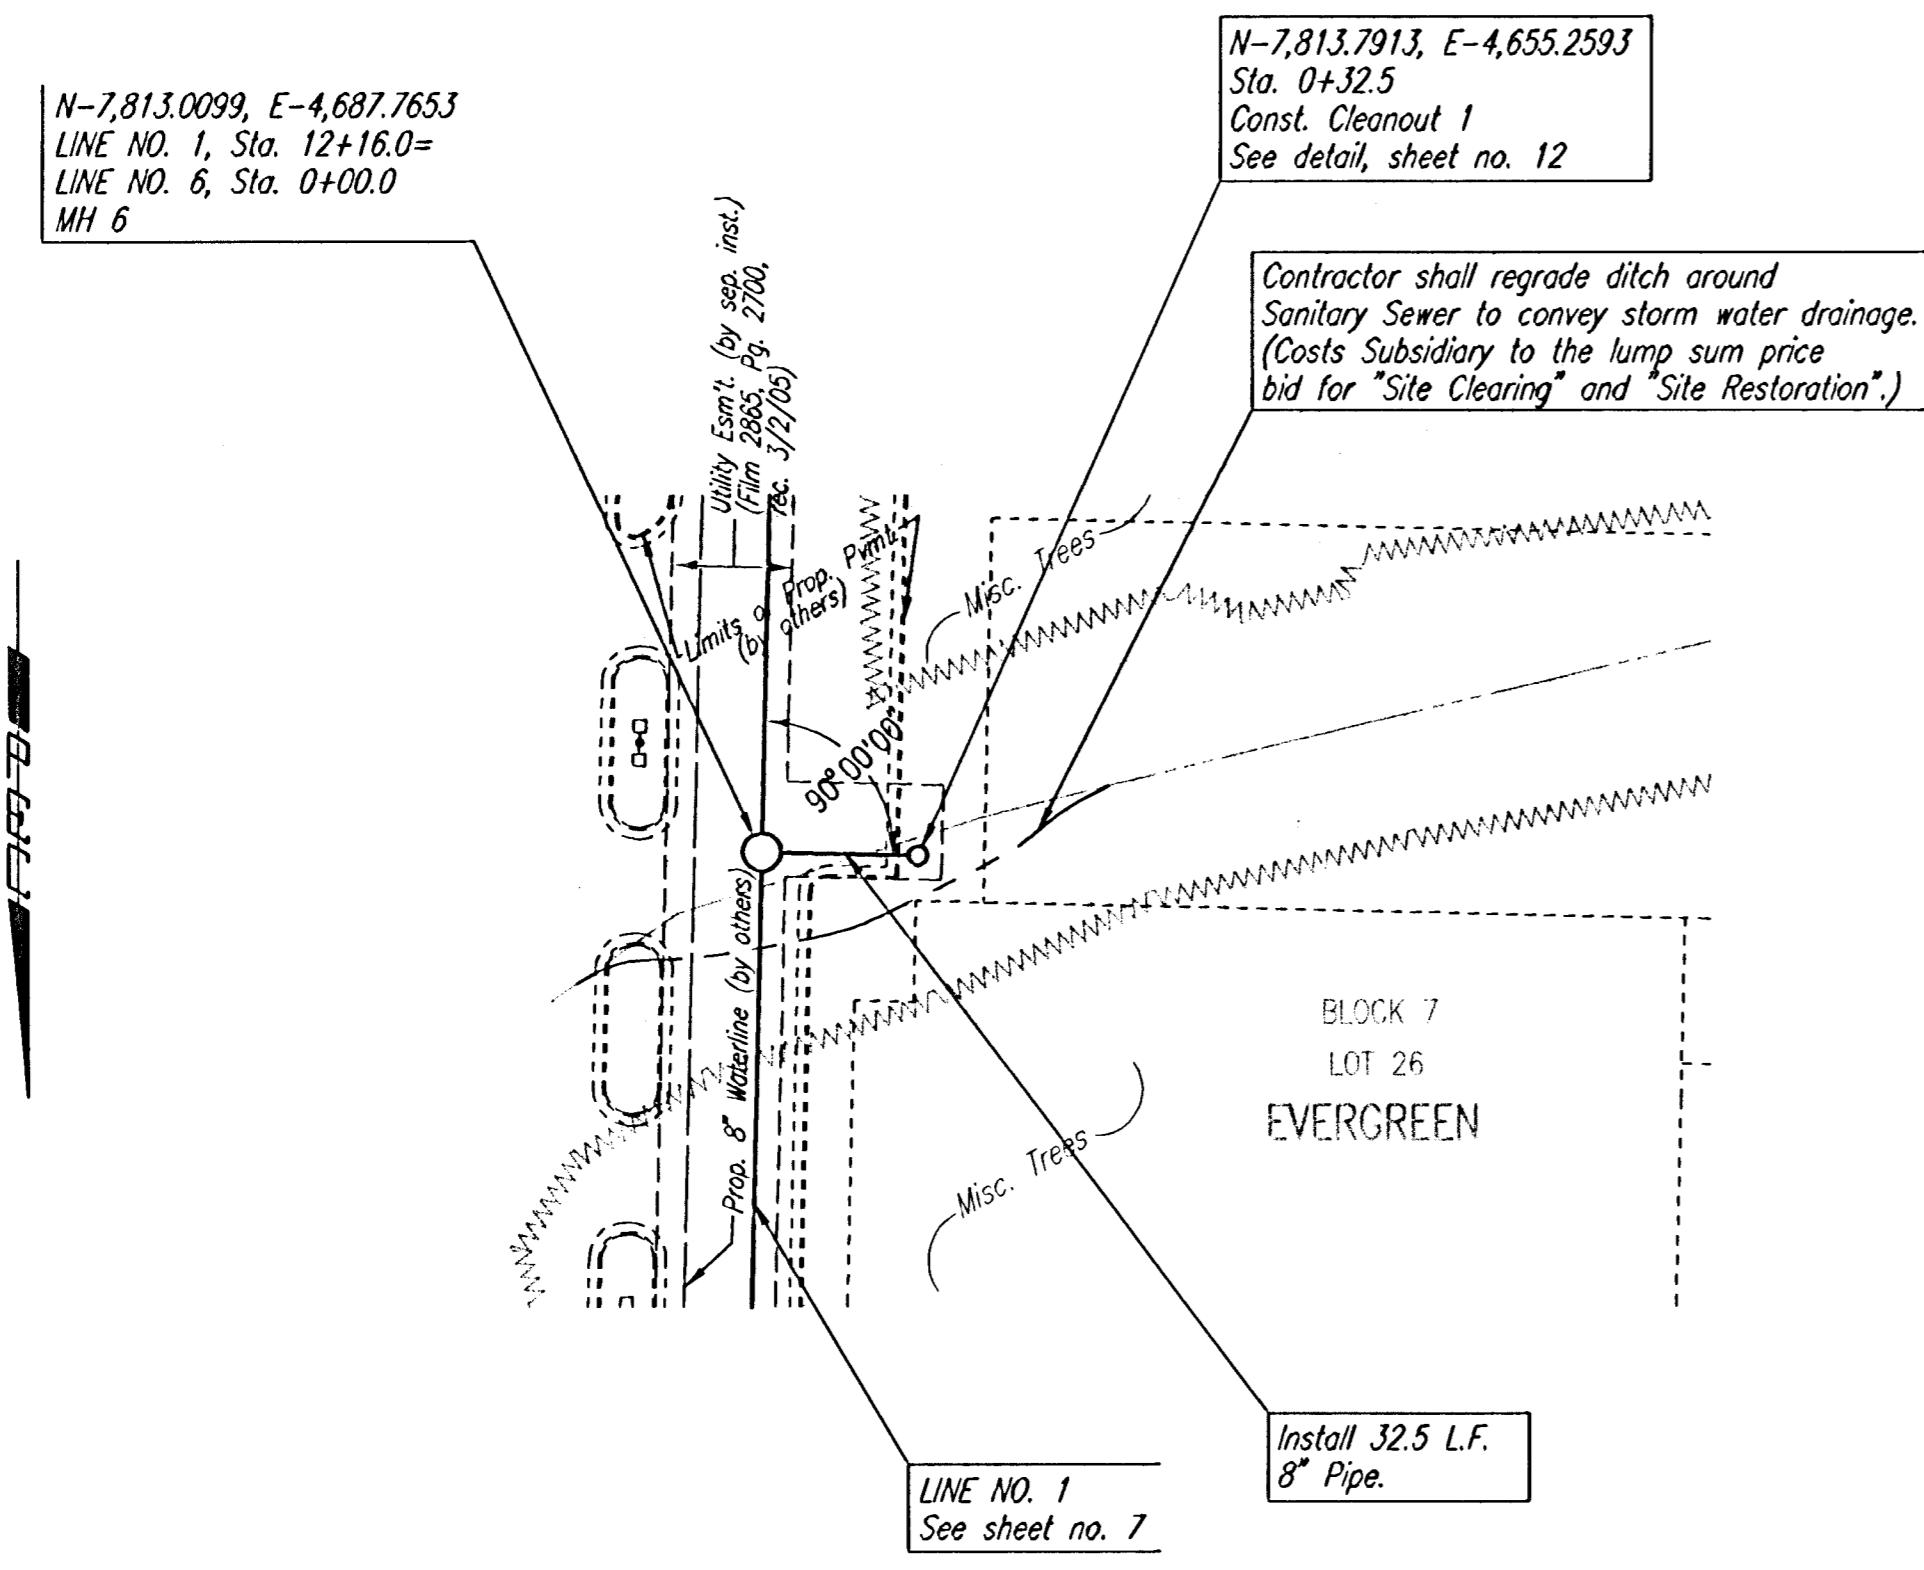 N-7,813.7913, E-4,655.2593
Sta. 0+32.5
Const. Cleanout 1
See detail, sheet no. 12
N-7,813.0099, E-4,687.7653
LINE NO. 1, Sta. 12+16.0=
LINE NO. 6, Sta. 0+00.0
MH 6
Contractor shall regrade ditch around
Sanitary Sewer to convey storm water drainage.
(Costs Subsidiary to the lump sum price
bid for "Site Clearing" and "Site Restoration".)
Utility Esm't. (by sep. inst.)
(Film 2865, Pg. 2700,
rec. 3/2/05)
Limits o Prop. Pvmt.
(by others)
Misc. Trees
90°00'00"
Prop. 8" Waterline (by others)
BLOCK 7
LOT 26
EVERGREEN
Misc. Trees
Install 32.5 L.F.
8" Pipe.
LINE NO. 1
See sheet no. 7